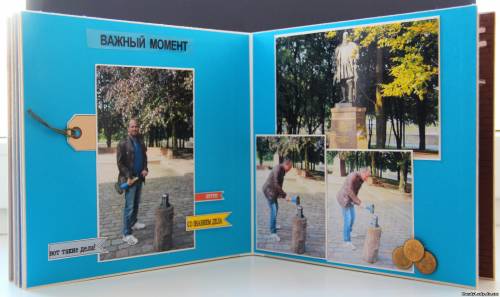 ВАЖНЫЙ МОМЕНТ
СО ЗНАНИЕМ ДЕЛА
ВОТ ТАКИЕ ДЕЛА!